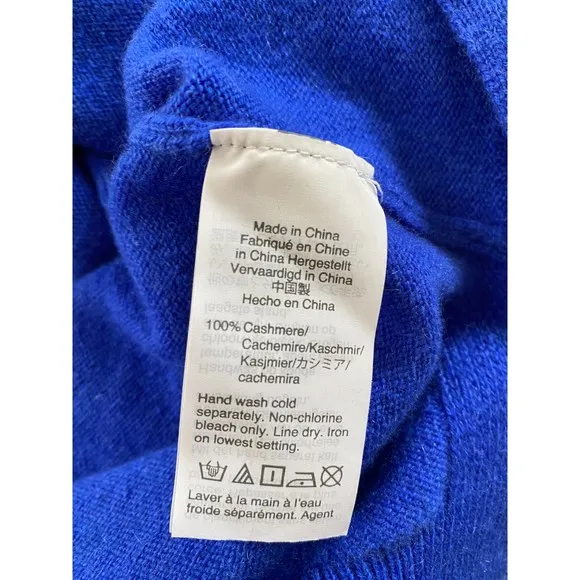 Made in China
Fabriqué en Chine
in China Hergestellt
Vervaardigd in China
中国製
Hecho en China
100% Cashmere/
Cachemire/Kaschmir/
Kasjmier/カシミア/
cachemira
Hand wash cold
separately. Non-chlorine
bleach only. Line dry. Iron
on lowest setting.
Laver à la main à l'eau
froide séparément. Agent